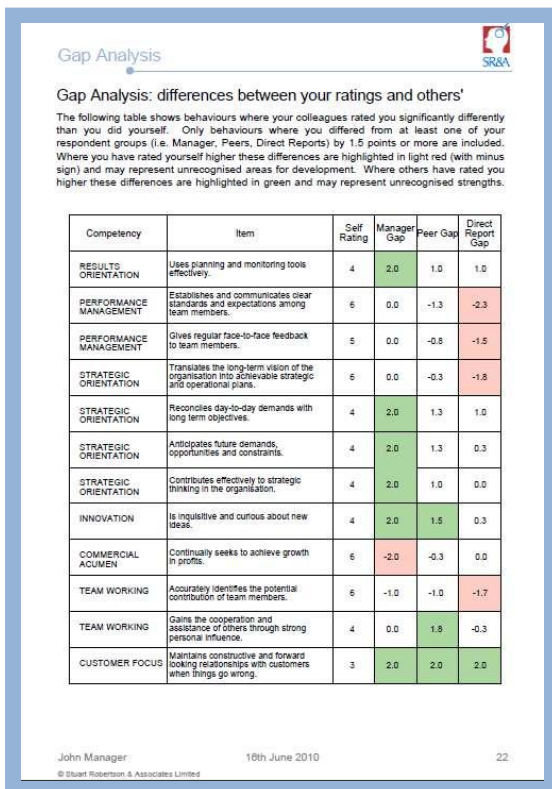 Gap Analysis
SR&A
Gap Analysis: differences between your ratings and others'
The following table shows behaviours where your colleagues rated you significantly differently
than you did yourself. Only behaviours where you differed from at least one of your
respondent groups (i.e. Manager, Peers, Direct Reports) by 1.5 points or more are included.
Where you have rated yourself higher these differences are highlighted in light red (with minus
sign) and may represent unrecognised areas for development. Where others have rated you
higher these differences are highlighted in green and may represent unrecognised strengths.
Competency Item Self Rating Manager Gap Peer Gap Direct Report Gap
RESULTS ORIENTATION Uses planning and monitoring tools effectively. 4 2.0 1.0 1.0
PERFORMANCE MANAGEMENT Establishes and communicates clear standards and expectations among team members. 6 0.0 -1.3 -2.3
PERFORMANCE MANAGEMENT Gives regular face-to-face feedback to team members. 5 0.0 -0.8 -1.5
STRATEGIC ORIENTATION Translates the long-term vision of the organisation into achievable strategic and operational plans. 6 0.0 -0.3 -1.8
STRATEGIC ORIENTATION Reconciles day-to-day demands with long term objectives. 4 2.0 1.3 1.0
STRATEGIC ORIENTATION Anticipates future demands, opportunities and constraints. 4 2.0 1.3 0.3
STRATEGIC ORIENTATION Contributes effectively to strategic thinking in the organisation. 4 2.0 1.0 0.0
INNOVATION Is inquisitive and curious about new ideas. 4 2.0 1.5 0.3
COMMERCIAL ACUMEN Continually seeks to achieve growth in profits. 6 -2.0 -0.3 0.0
TEAM WORKING Accurately identifies the potential contribution of team members. 6 -1.0 -1.0 -1.7
TEAM WORKING Gains the cooperation and assistance of others through strong personal influence. 4 0.0 1.8 -0.3
CUSTOMER FOCUS Maintains constructive and forward looking relationships with customers when things go wrong. 3 2.0 2.0 2.0
John Manager 16th June 2010 22
© Stuart Robertson & Associates Limited